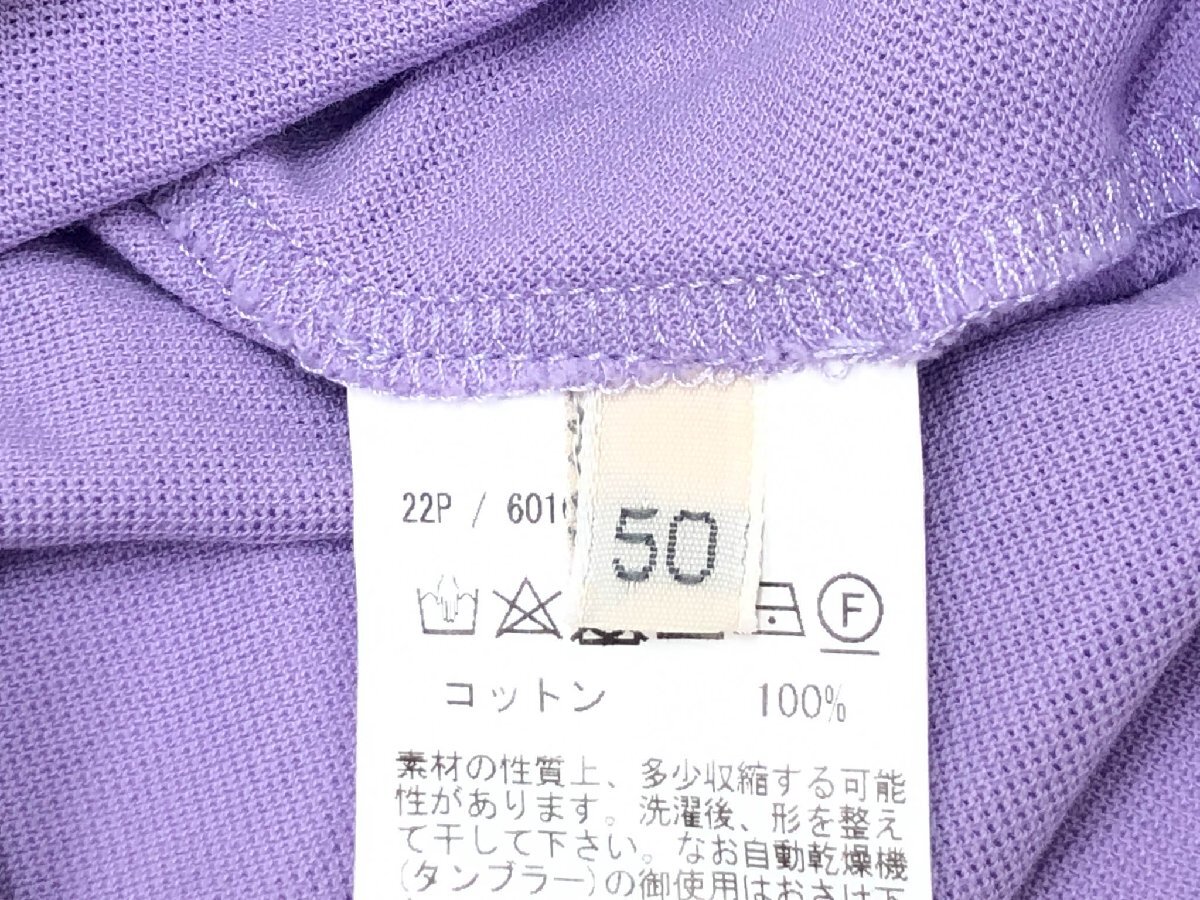 22P / 601
50
F
コットン 100%
素材の性質上、多少収縮する可能
性があります。洗濯後、形を整え
て干して下さい。なお自動乾燥機
(タンブラー)の御使用はおさけ下